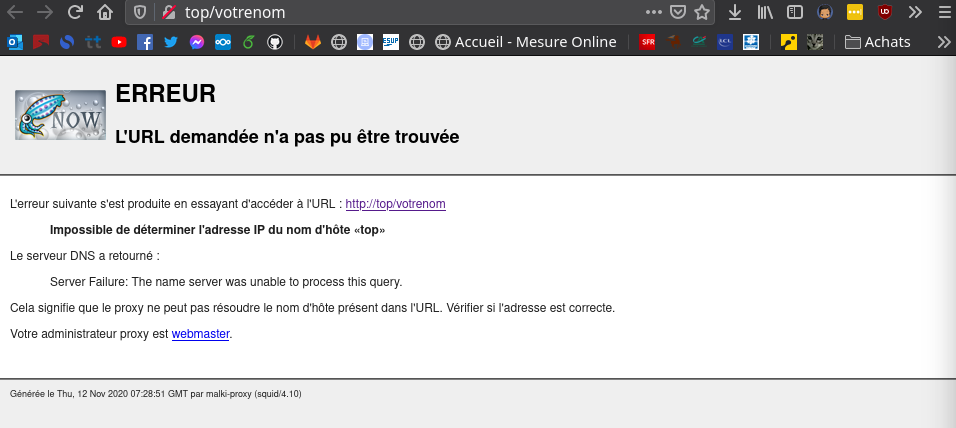 top/votrenom
SFR
Accueil - Mesure Online
Achats
NOW
ERREUR
L'URL demandée n'a pas pu être trouvée
L'erreur suivante s'est produite en essayant d'accéder à l'URL : http://top/votrenom
Impossible de déterminer l'adresse IP du nom d'hôte «top»
Le serveur DNS a retourné :
Server Failure: The name server was unable to process this query.
Cela signifie que le proxy ne peut pas résoudre le nom d'hôte présent dans l'URL. Vérifier si l'adresse est correcte.
Votre administrateur proxy est webmaster.
Générée le Thu, 12 Nov 2020 07:28:51 GMT par malki-proxy (squid/4.10)